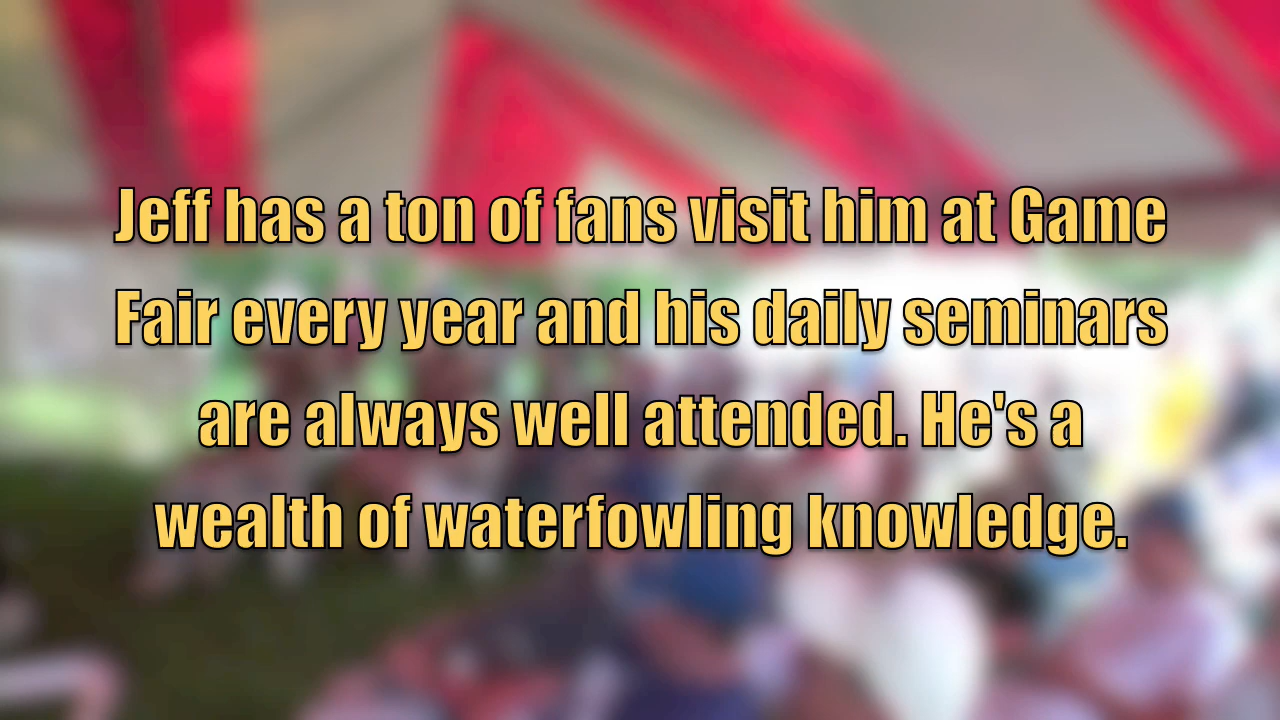 Jeff has a ton of fans visit him at Game
Fair every year and his daily seminars
are always well attended. He's a
wealth of waterfowling knowledge.